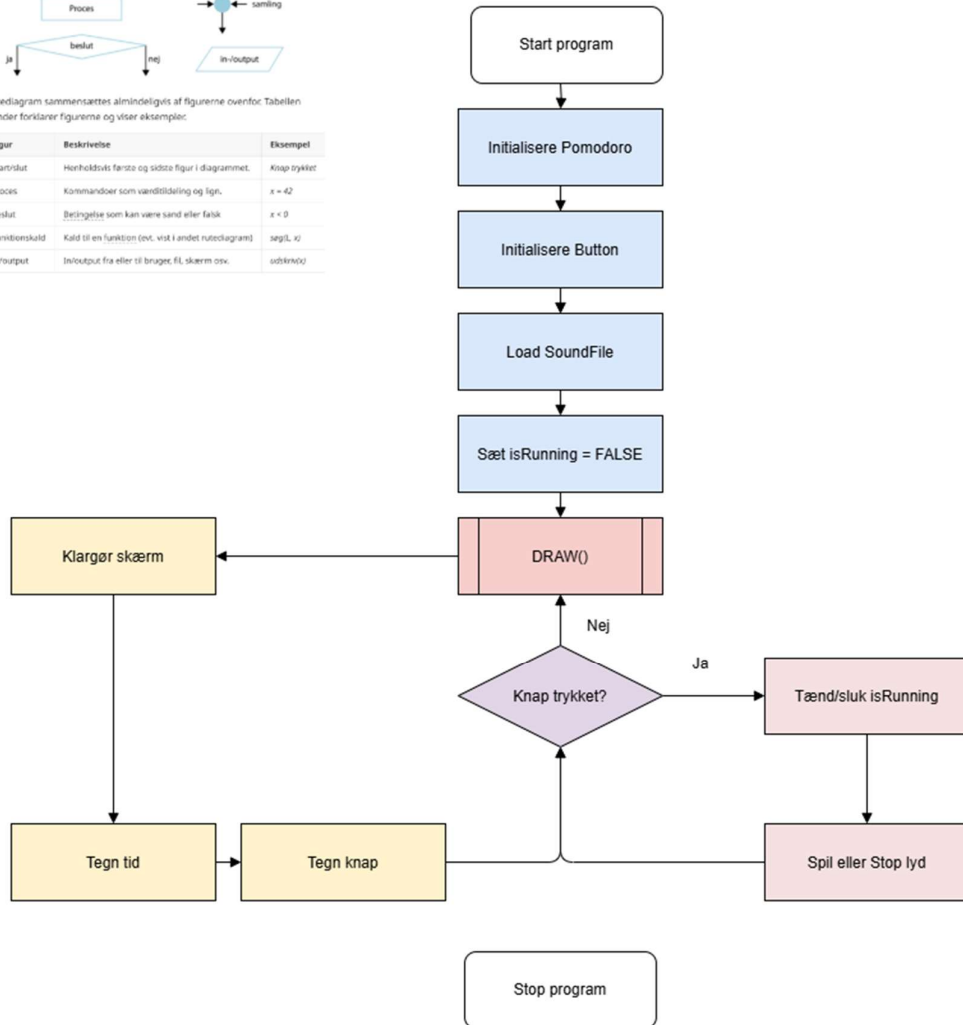 Proces
samling
beslut
ja
nej
in-/output
ediagram sammensættes almindeligvis af figurerne ovenfor. Tabellen
nder forklarer figurerne og viser eksempler.
gur Beskrivelse Eksempel
art/slut Henholdsvis første og sidste figur i diagrammet. Knap trykket
oces Kommandoer som værditildeling og lign. x = 42
slut Betingelse som kan være sand eller falsk x < 0
nktionskald Kald til en funktion (evt. vist i andet rutediagram) søg(L, x)
/output In/output fra eller til bruger, fil, skærm osv. udskriv(x)
Start program
Initialisere Pomodoro
Initialisere Button
Load SoundFile
Sæt isRunning = FALSE
Klargør skærm
DRAW()
Nej
Ja
Knap trykket?
Tænd/sluk isRunning
Tegn tid
Tegn knap
Spil eller Stop lyd
Stop program